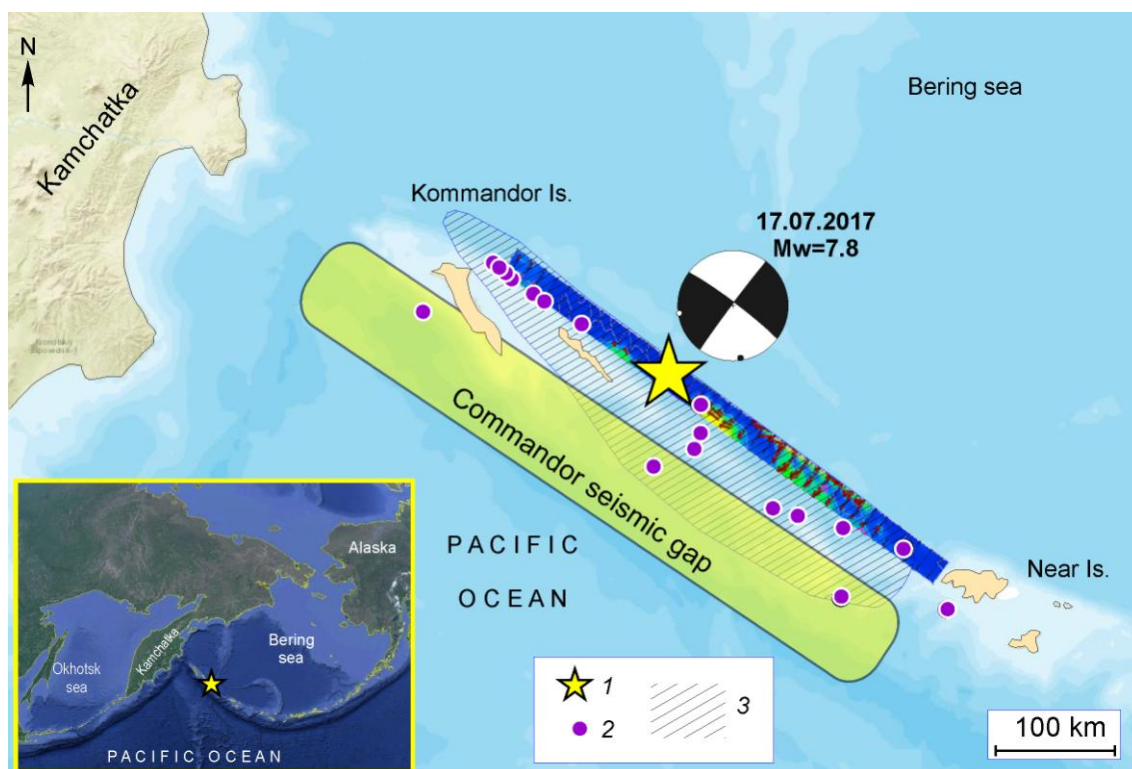 N
Kamchatka
Bering sea
Kommandor Is.
17.07.2017
Mw=7.8
Commandor seismic gap
PACIFIC
OCEAN
Near Is.
Alaska
Bering
sea
Kamchatka
Okhotsk
sea
PACIFIC OCEAN
1
2
3
100 km